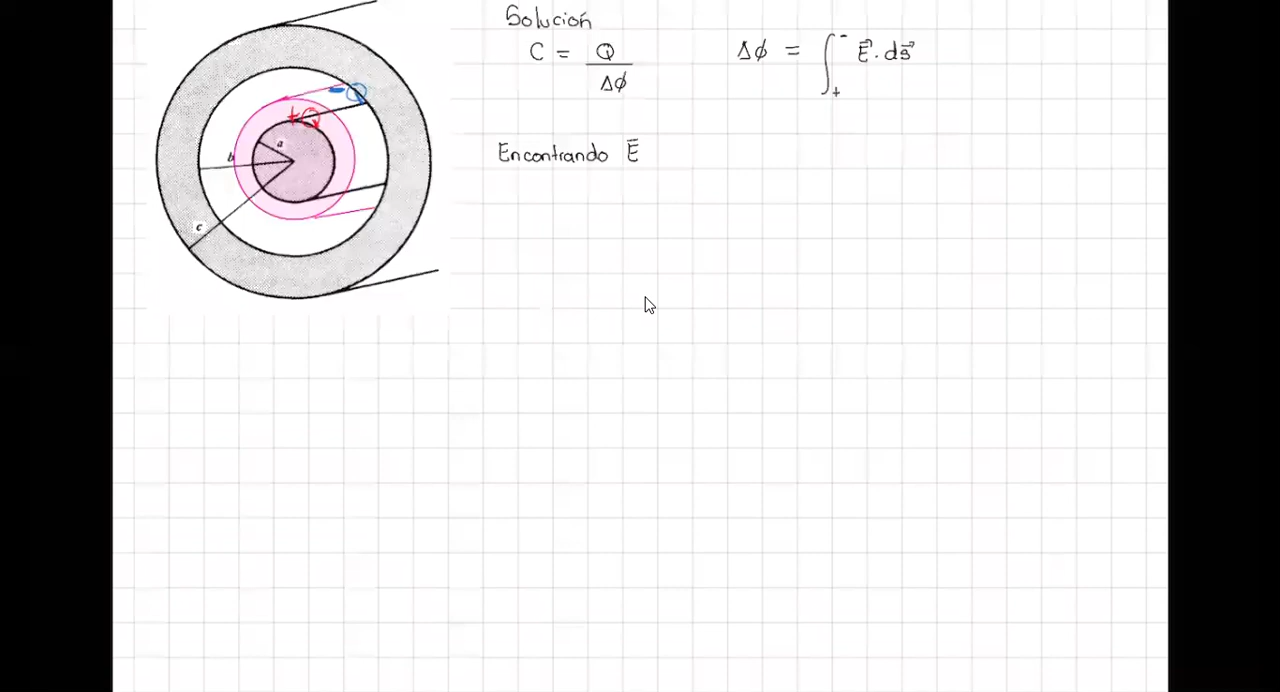 Solución
C = Q / Δϕ
Δϕ = ∫₊⁻ E⃗ . ds⃗
-Q
+Q
a
b
Encontrando E̅
c